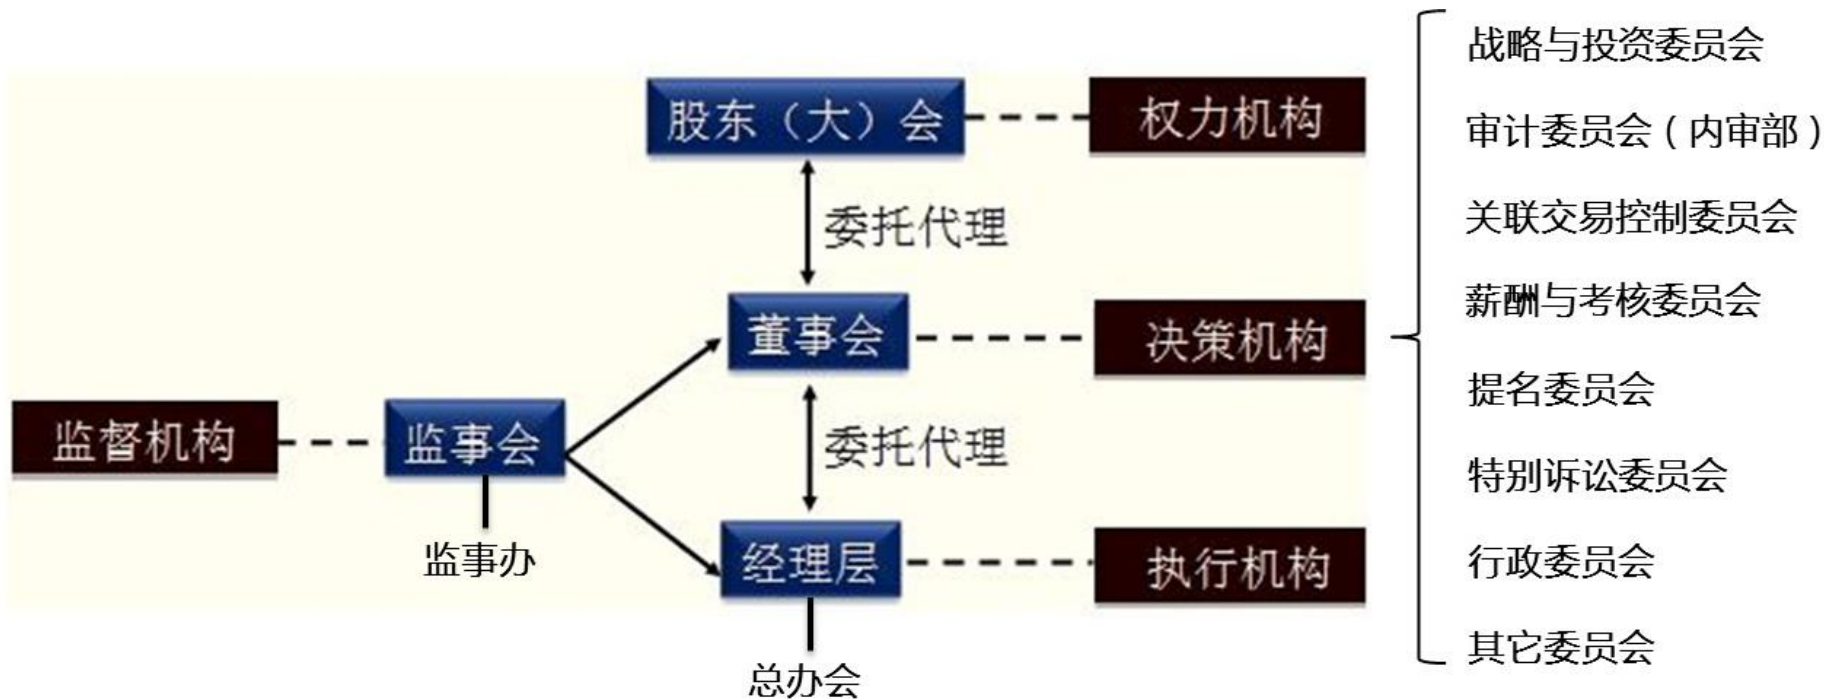 股东（大）会
权力机构
委托代理
董事会
决策机构
监督机构
监事会
委托代理
监事办
经理层
执行机构
总办会
战略与投资委员会
审计委员会（内审部）
关联交易控制委员会
薪酬与考核委员会
提名委员会
特别诉讼委员会
行政委员会
其它委员会